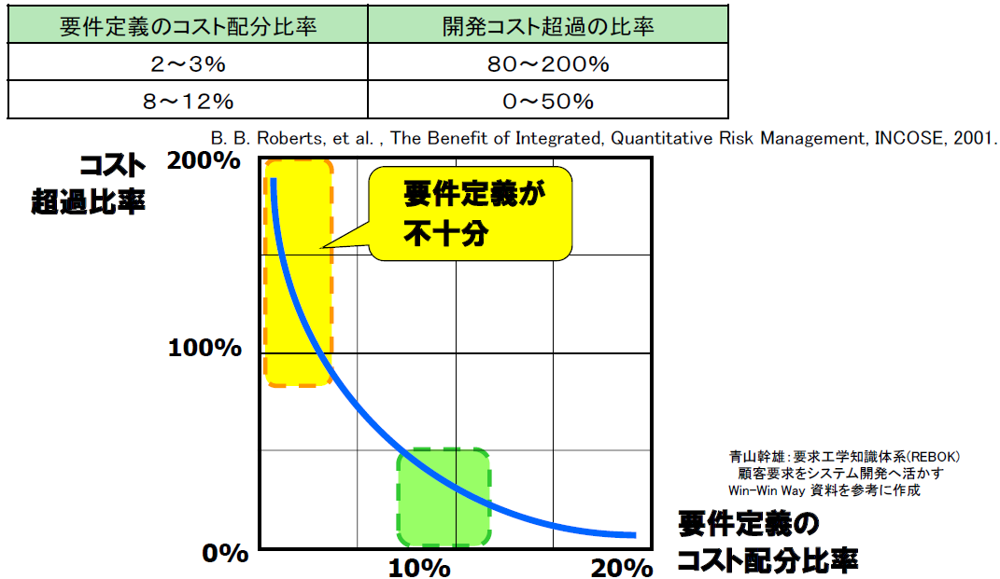 要件定義のコスト配分比率 開発コスト超過の比率
2～3% 80～200%
8～12% 0～50%
B. B. Roberts, et al. , The Benefit of Integrated, Quantitative Risk Management, INCOSE, 2001.
コスト
超過比率
200%
要件定義が
不十分
100%
0%
10%
20%
青山幹雄：要求工学知識体系(REBOK)
顧客要求をシステム開発へ活かす
Win-Win Way 資料を参考に作成
要件定義の
コスト配分比率